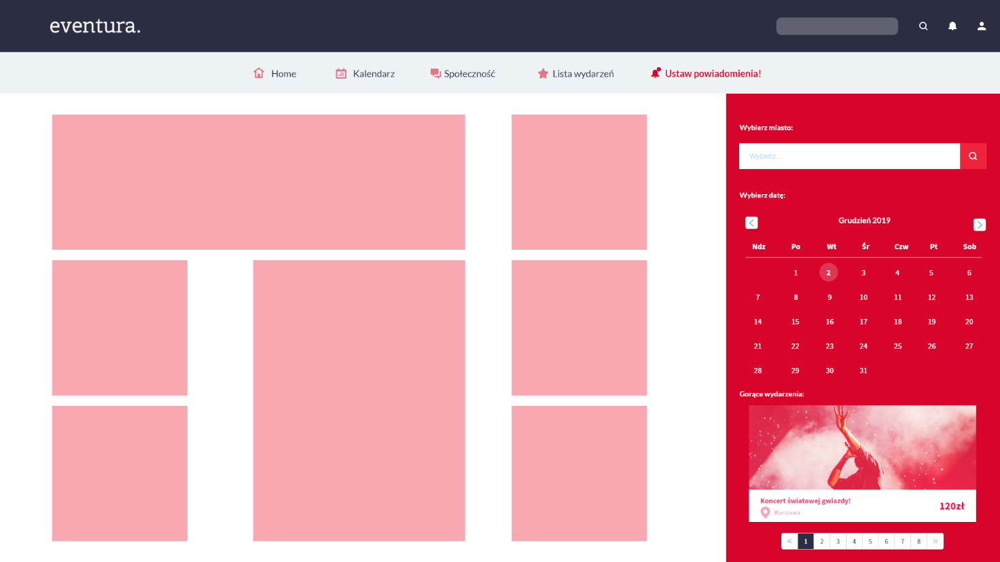 eventura.
Home Kalendarz Społeczność Lista wydarzeń Ustaw powiadomienia!
Wybierz miasto:
Wybierz...
Wybierz datę:
Grudzień 2019
Ndz Po Wt Śr Czw Pt Sob
1 2 3 4 5 6
7 8 9 10 11 12 13
14 15 16 17 18 19 20
21 22 23 24 25 26 27
28 29 30 31
Gorące wydarzenia:
Koncert światowej gwiazdy!
120zł
Warszawa
« 1 2 3 4 5 6 7 8 »